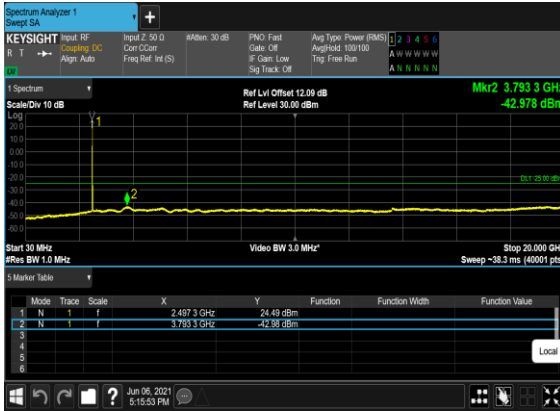 Spectrum Analyzer 1
Swept SA
+
KEYSIGHT Input: RF Input Z: 50 Ω #Atten: 30 dB PNO: Fast Avg Type: Power (RMS) 1 2 3 4 5 6
R T Coupling: DC Corr CCorr Gate: Off Avg|Hold: 100/100 A W W W W W
Align: Auto Freq Ref: Int (S) IF Gain: Low Trig: Free Run
Sig Track: Off A N N N N N
1 Spectrum Ref Lvl Offset 12.09 dB Mkr2 3.793 3 GHz
Scale/Div 10 dB Ref Level 30.00 dBm -42.978 dBm
Log
1
20.0
10.0
0.00
-10.0
-20.0
DL1 25.00 dBm
-30.0
2
-40.0
-50.0
-60.0
Start 30 MHz Video BW 3.0 MHz* Stop 20.000 GHz
#Res BW 1.0 MHz Sweep ~38.3 ms (40001 pts)
5 Marker Table
Mode Trace Scale X Y Function Function Width Function Value
1 N 1 f 2.497 3 GHz 24.49 dBm
2 N 1 f 3.793 3 GHz -42.98 dBm
3
4
5
6
Local
? Jun 06, 2021
5:15:53 PM